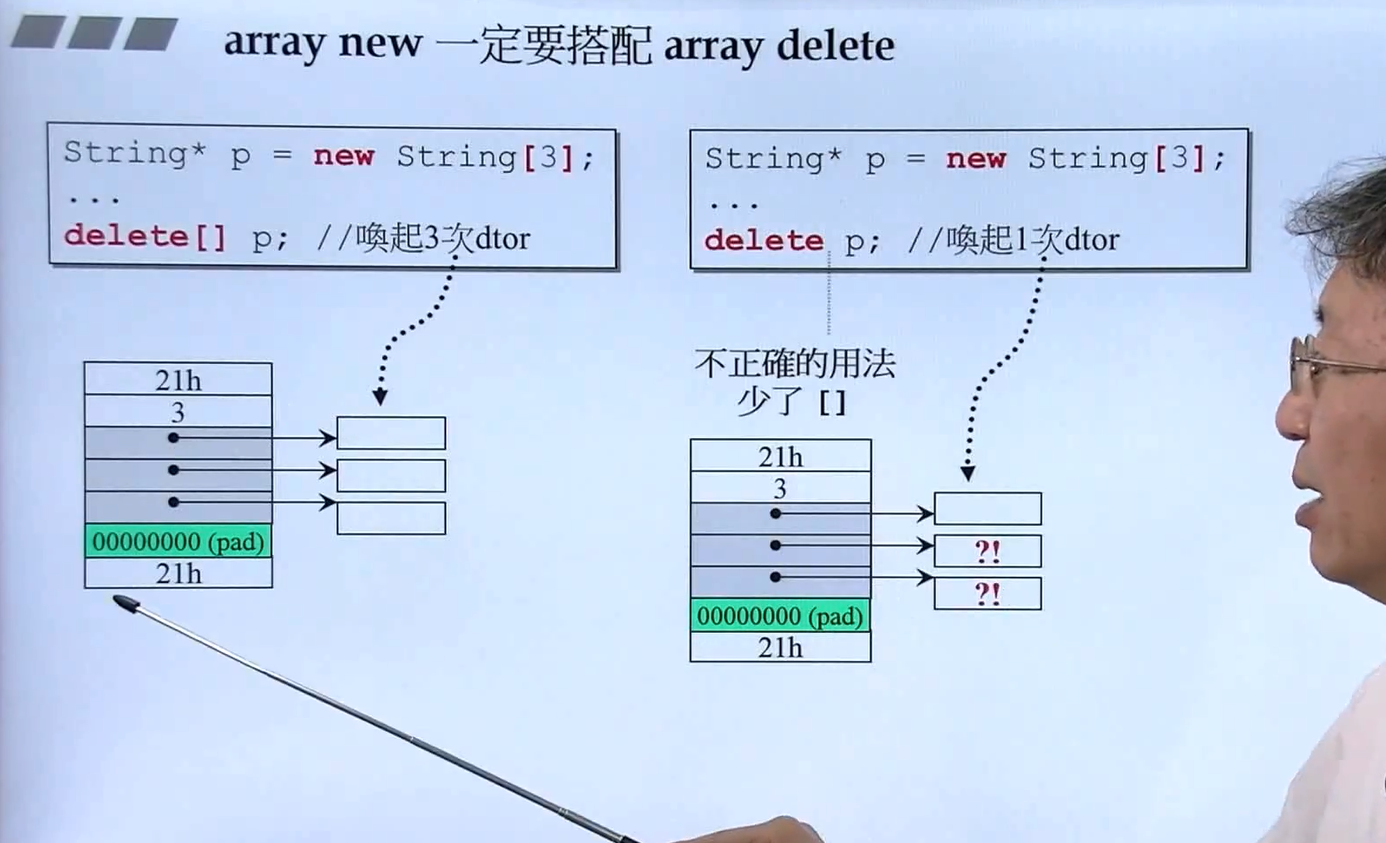 array new 一定要搭配 array delete
String* p = new String[3];
...
delete[] p; //喚起3次dtor
21h
3
00000000 (pad)
21h
String* p = new String[3];
...
delete p; //喚起1次dtor
不正確的用法
少了 []
21h
3
?!
?!
00000000 (pad)
21h